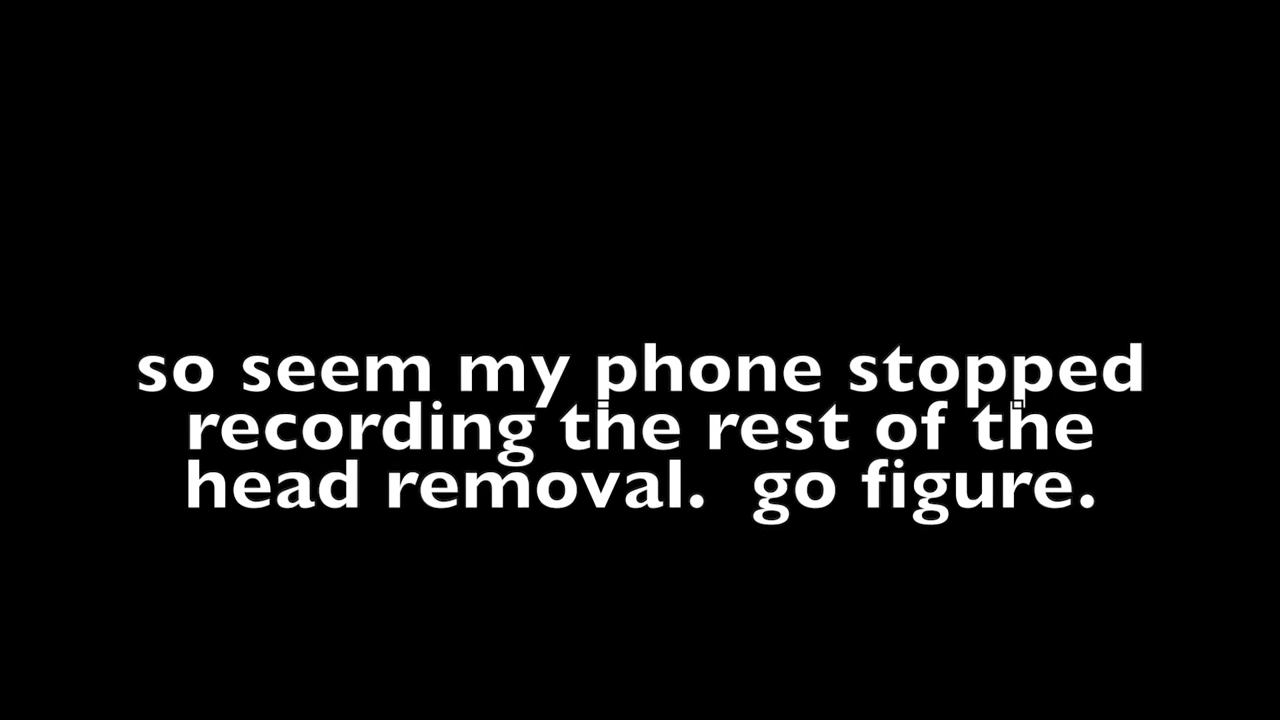 so seem my phone stopped
recording the rest of the
head removal.  go figure.